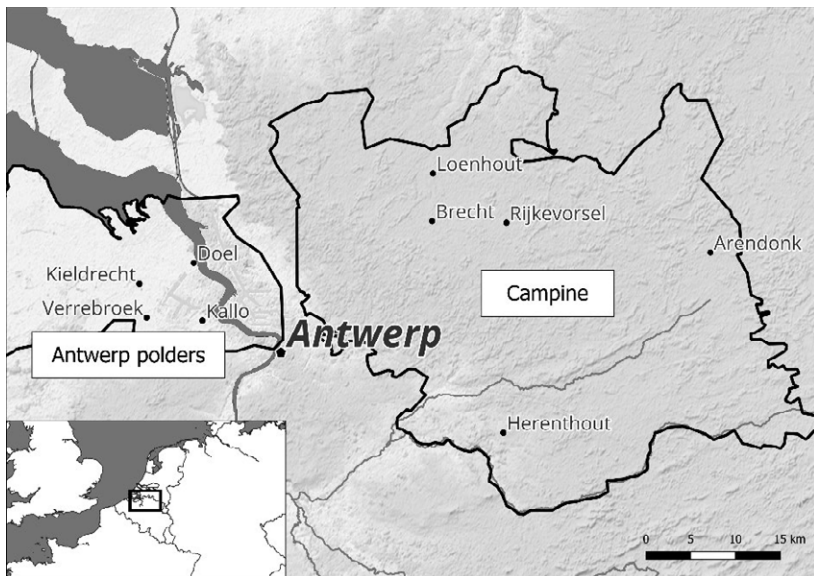 Loenhout
Brecht
Rijkevorsel
Arendonk
Doel
Kieldrecht
Campine
Verrebroek
Kallo
Antwerp
Antwerp polders
Herenthout
0 5 10 15 km